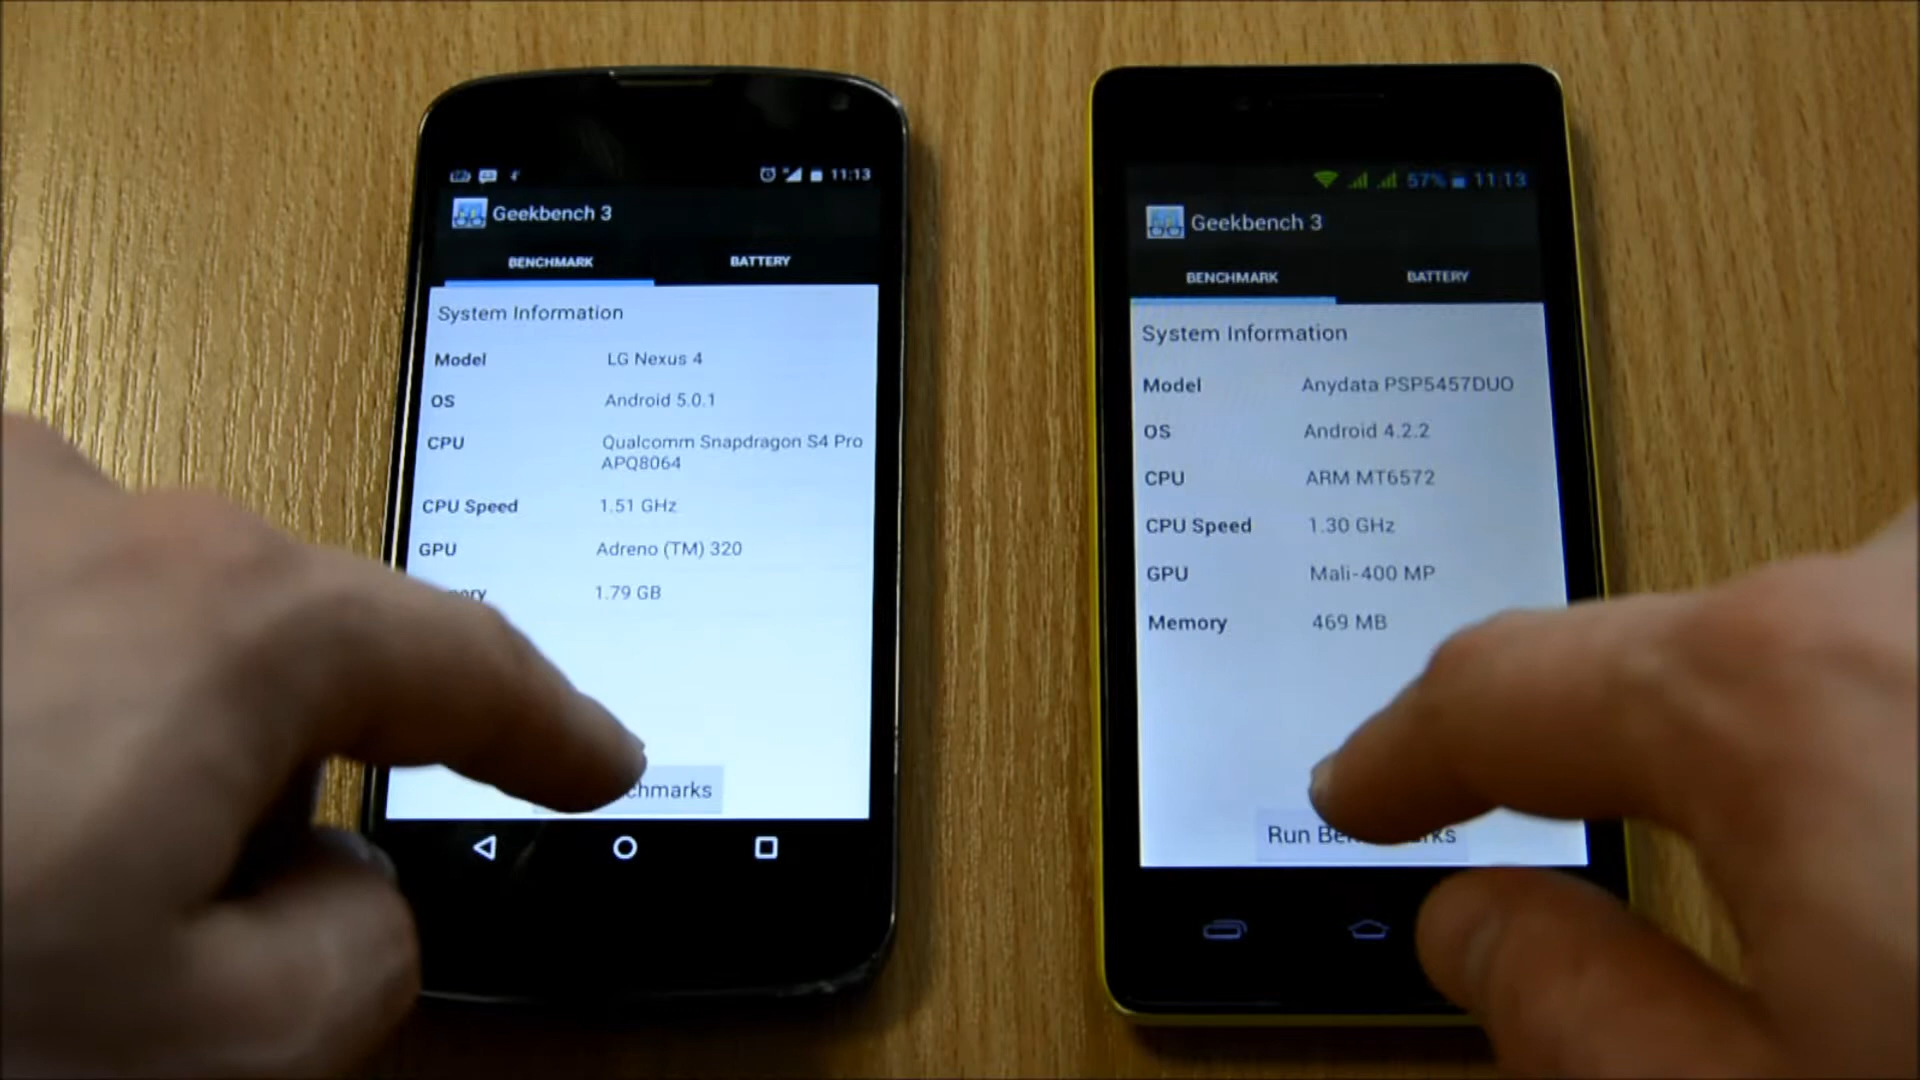 11:13
Geekbench 3
BENCHMARK BATTERY
System Information
Model LG Nexus 4
OS Android 5.0.1
CPU Qualcomm Snapdragon S4 Pro
APQ8064
CPU Speed 1.51 GHz
GPU Adreno (TM) 320
ory 1.79 GB
chmarks
57% 11:13
Geekbench 3
BENCHMARK BATTERY
System Information
Model Anydata PSP5457DUO
OS Android 4.2.2
CPU ARM MT6572
CPU Speed 1.30 GHz
GPU Mali-400 MP
Memory 469 MB
Run Be ks